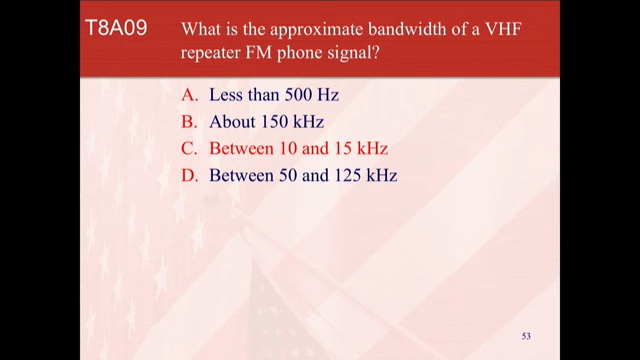 T8A09
What is the approximate bandwidth of a VHF
repeater FM phone signal?
A. Less than 500 Hz
B. About 150 kHz
C. Between 10 and 15 kHz
D. Between 50 and 125 kHz
53